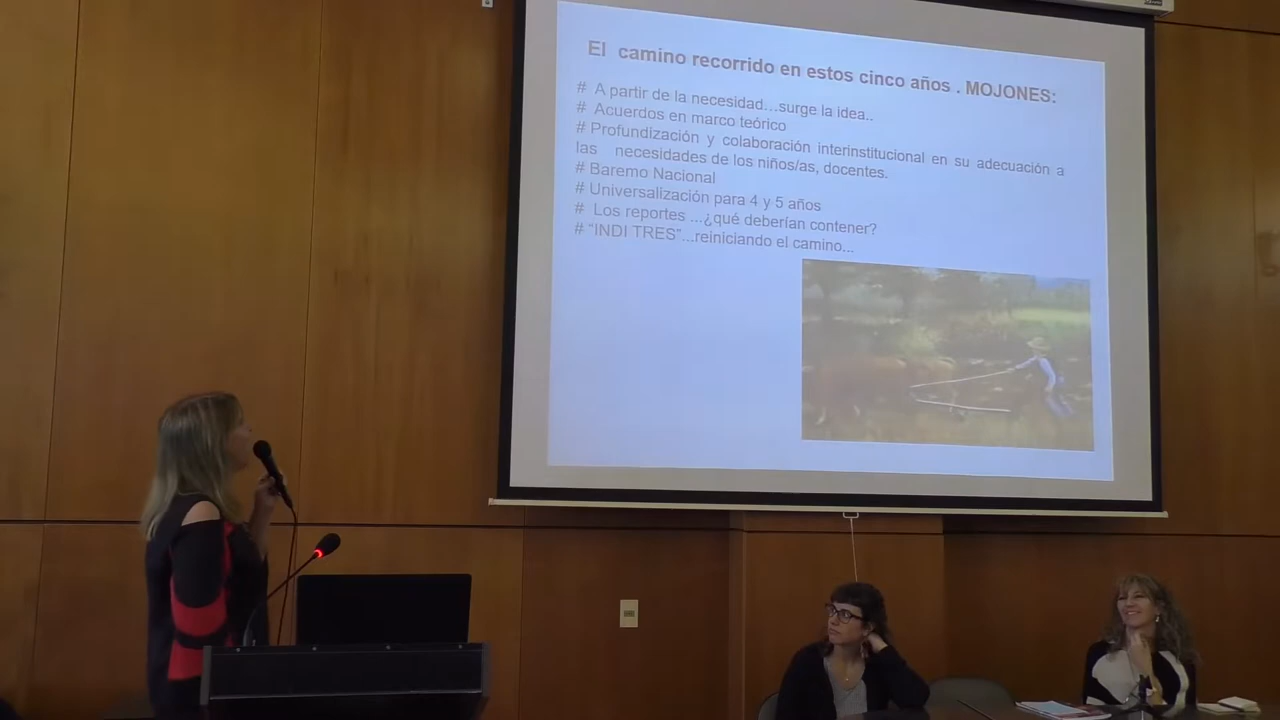 El camino recorrido en estos cinco años . MOJONES:
# A partir de la necesidad...surge la idea..
# Acuerdos en marco teórico
# Profundización y colaboración interinstitucional en su adecuación a
las necesidades de los niños/as, docentes.
# Baremo Nacional
# Universalización para 4 y 5 años
# Los reportes ...¿qué deberían contener?
# “INDI TRES”...reiniciando el camino...